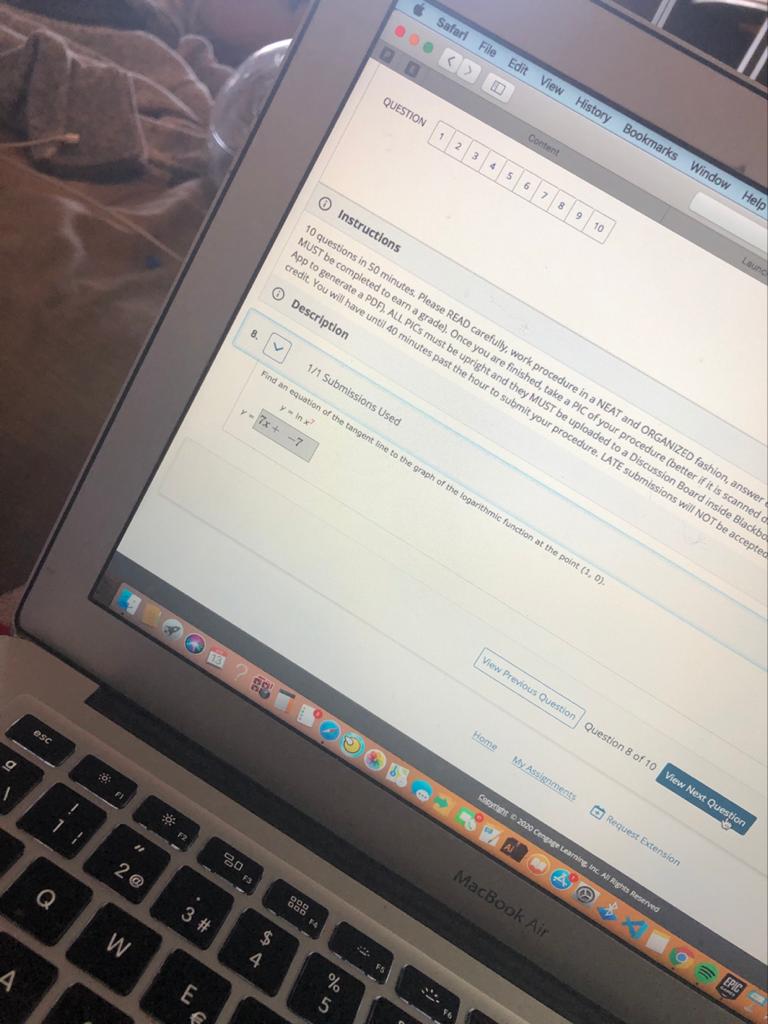 Safari File Edit View History Bookmarks Window Help
Content
QUESTION 1 2 3 4 5 6 7 8 9 10
Instructions
10 questions in 50 minutes. Please READ carefully, work procedure in a NEAT and ORGANIZED fashion, answer
MUST be completed to earn a grade). Once you are finished, take a PIC of your procedure (better if it is scanned
App to generate a PDF). ALL PICs must be upright and they MUST be uploaded to a Discussion Board inside
credit. You will have until 40 minutes past the hour to submit your procedure. LATE submissions will NOT be accepted
Description
8.
1/1 Submissions Used
Find an equation of the tangent line to the graph of the logarithmic function at the point (1, 0).
y = ln x⁷
y = 7x + −7
View Previous Question
Question 8 of 10
View Next Question
Home
My Assignments
Request Extension
Copyright © 2020 Cengage Learning, Inc. All Rights Reserved
13
Ai
EPIC
MacBook Air
esc
F1
F2
F3
F4
F5
F6
! 1
" 2 @
3 #
$ 4
% 5
Q
W
E €
A